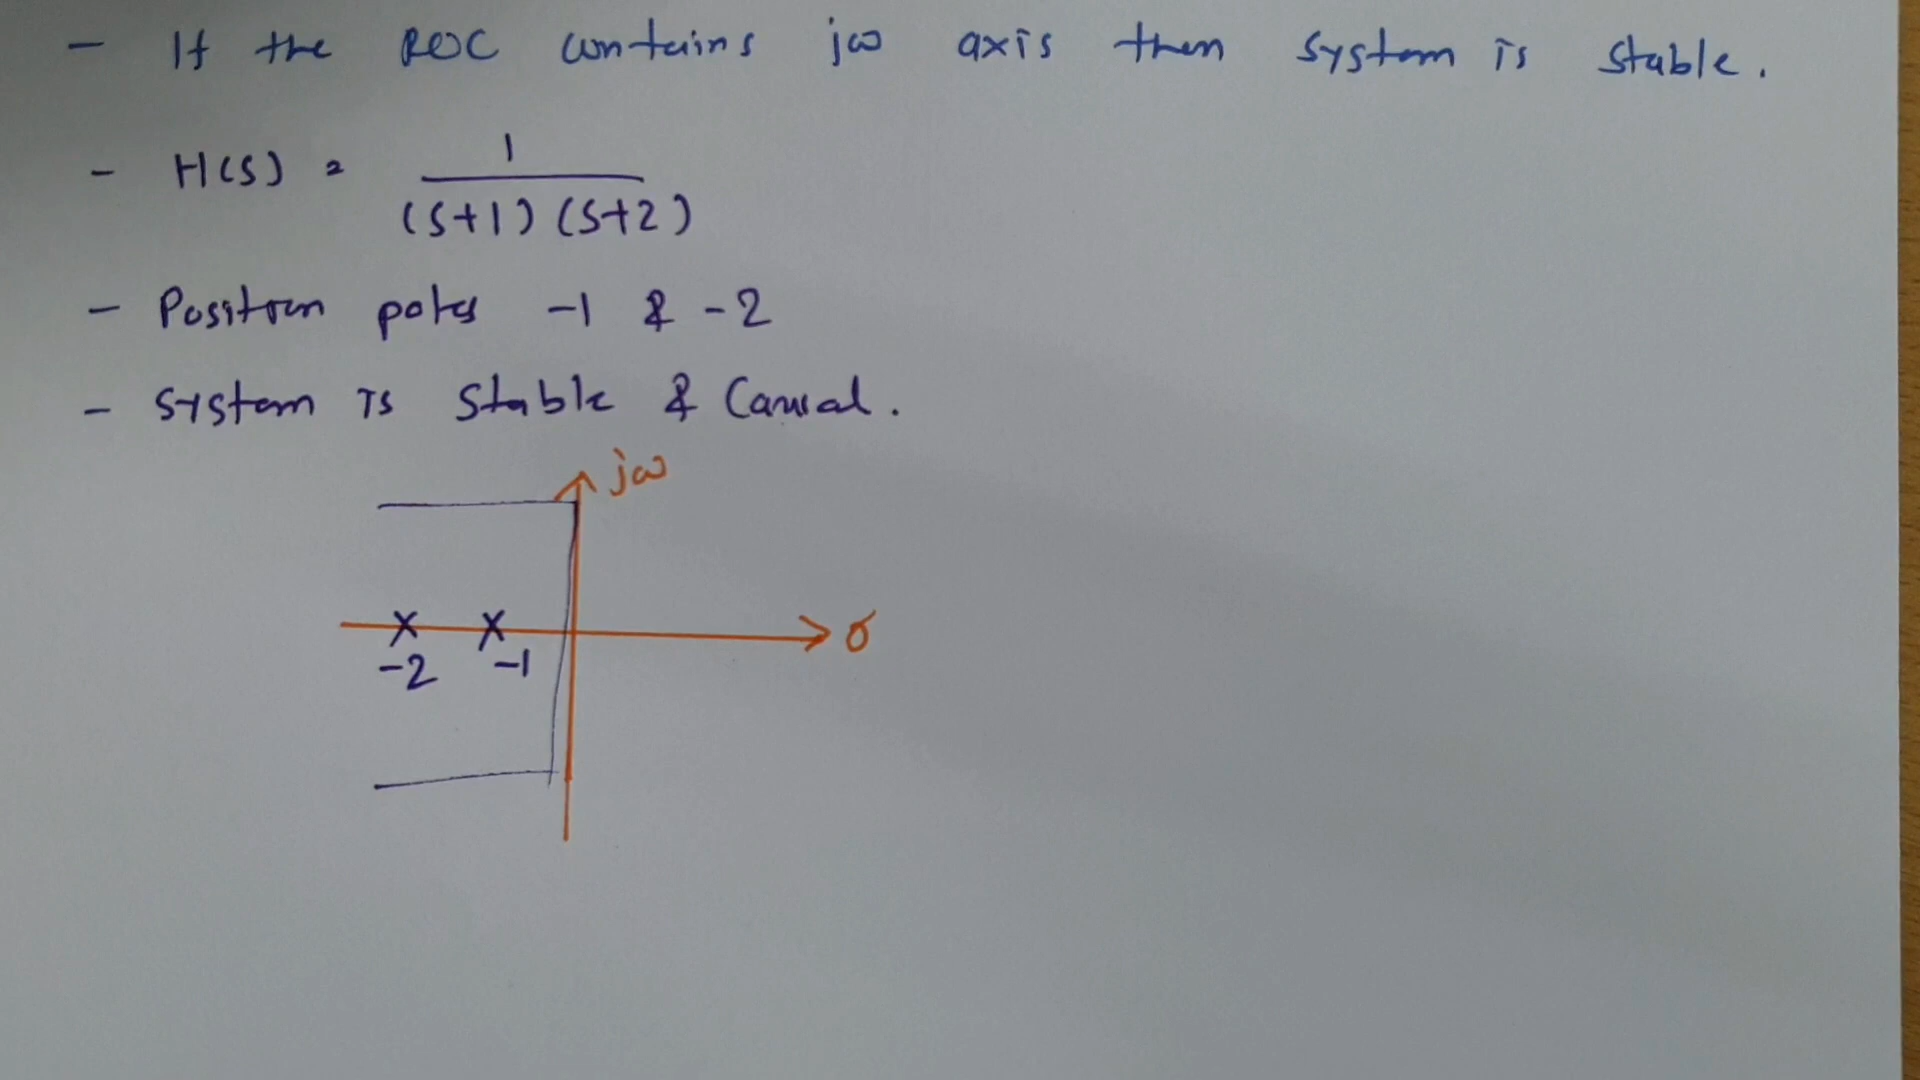 - If the ROC contains jω axis then system is stable.
- H(s) = 1 / (s+1) (s+2)
- Position poles -1 & -2
- System is stable & Causal.
jω
σ
-2 -1